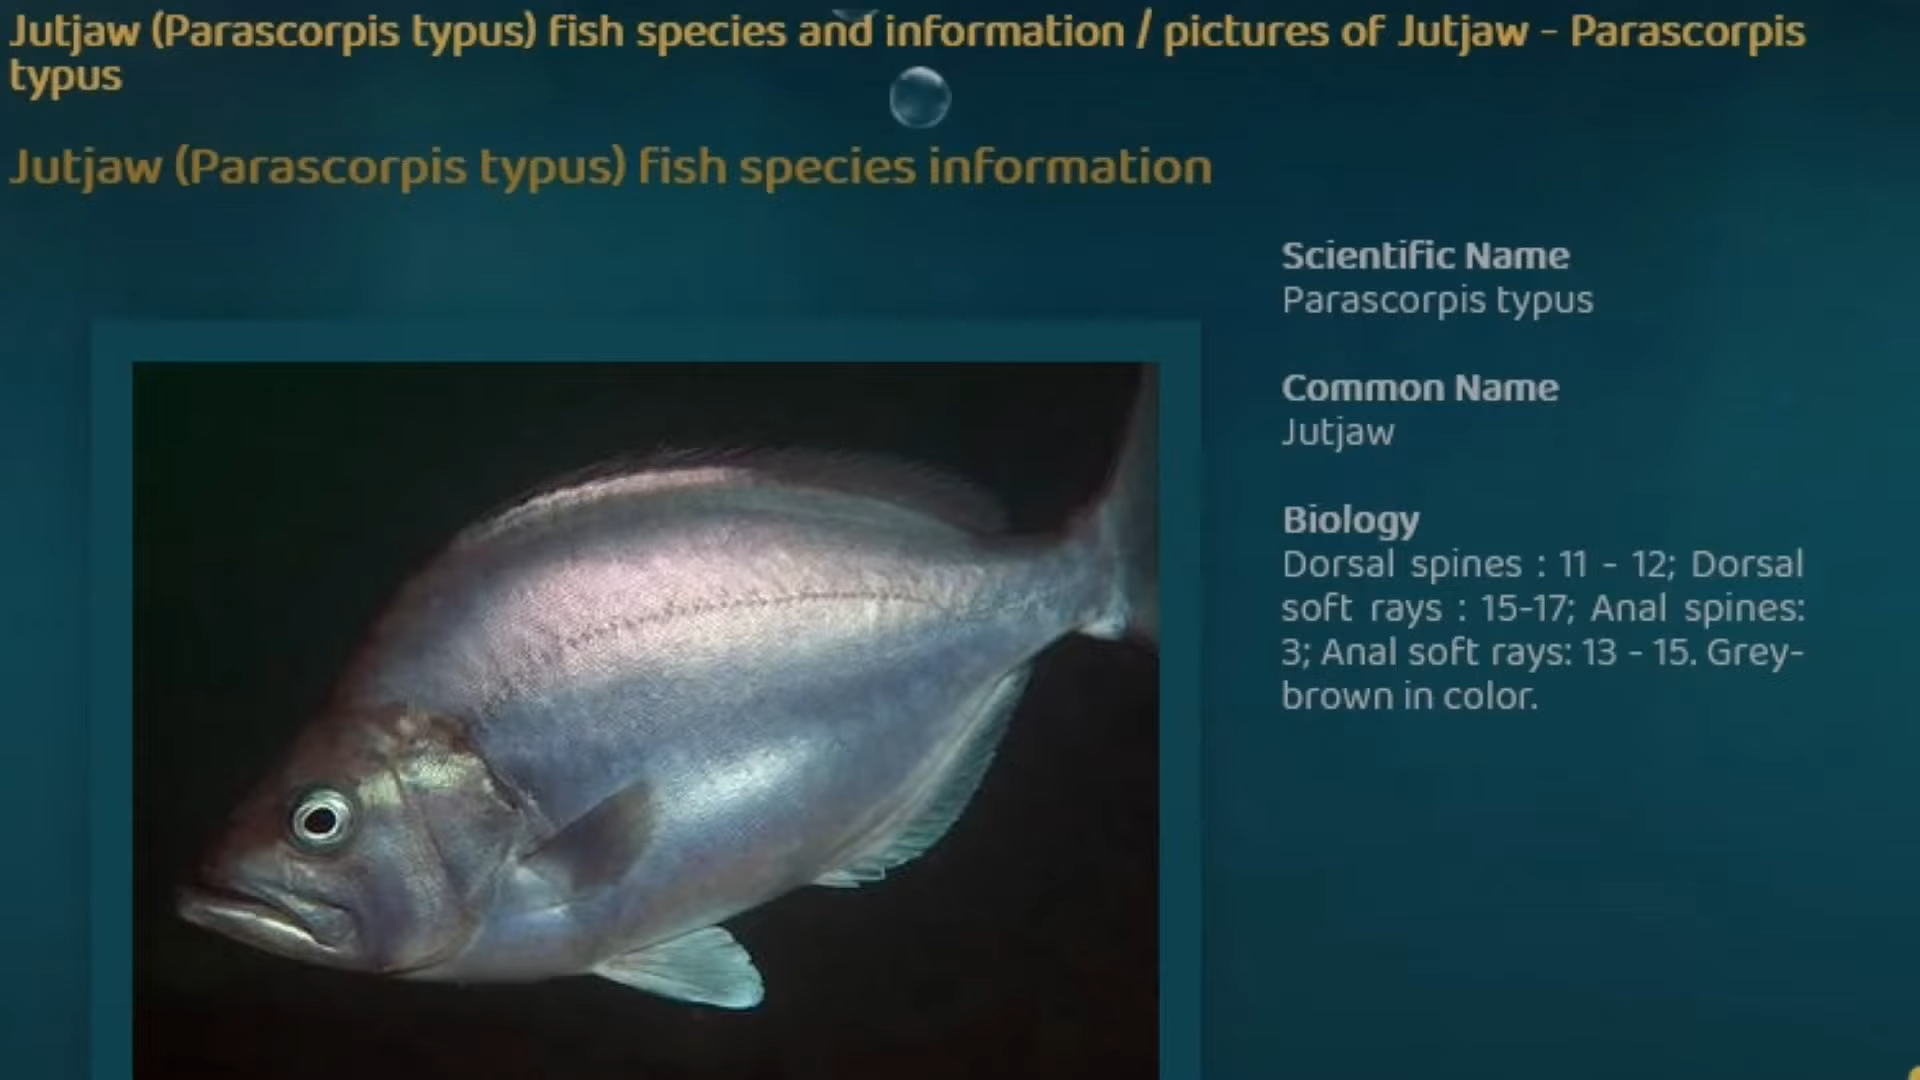 Jutjaw (Parascorpis typus) fish species and information / pictures of Jutjaw - Parascorpis
typus
Jutjaw (Parascorpis typus) fish species information
Scientific Name
Parascorpis typus
Common Name
Jutjaw
Biology
Dorsal spines : 11 - 12; Dorsal
soft rays : 15-17; Anal spines:
3; Anal soft rays: 13 - 15. Grey-
brown in color.